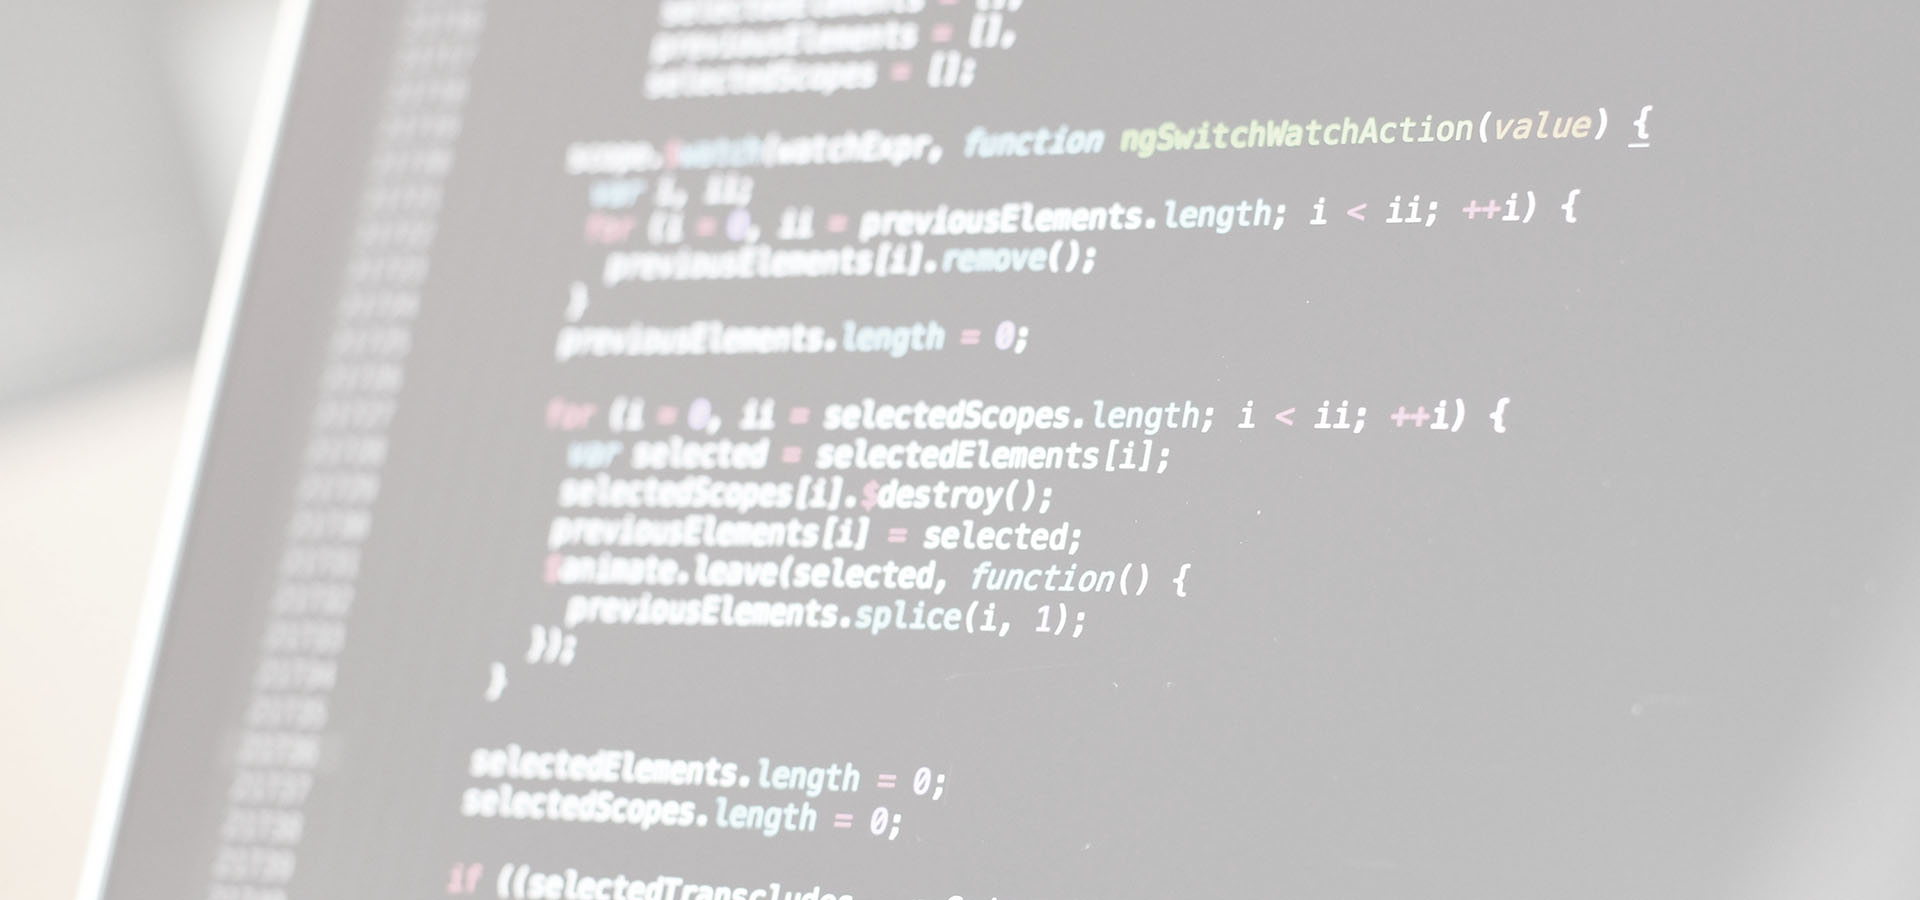 selectedElements = [],
previousElements = [],
selectedScopes = [];
scope.$watch(watchExpr, function ngSwitchWatchAction(value) {
var i, ii;
for (i = 0, ii = previousElements.length; i < ii; ++i) {
previousElements[i].remove();
}
previousElements.length = 0;
for (i = 0, ii = selectedScopes.length; i < ii; ++i) {
var selected = selectedElements[i];
selectedScopes[i].$destroy();
previousElements[i] = selected;
$animate.leave(selected, function() {
previousElements.splice(i, 1);
});
}
selectedElements.length = 0;
selectedScopes.length = 0;
if ((selectedTranscludes